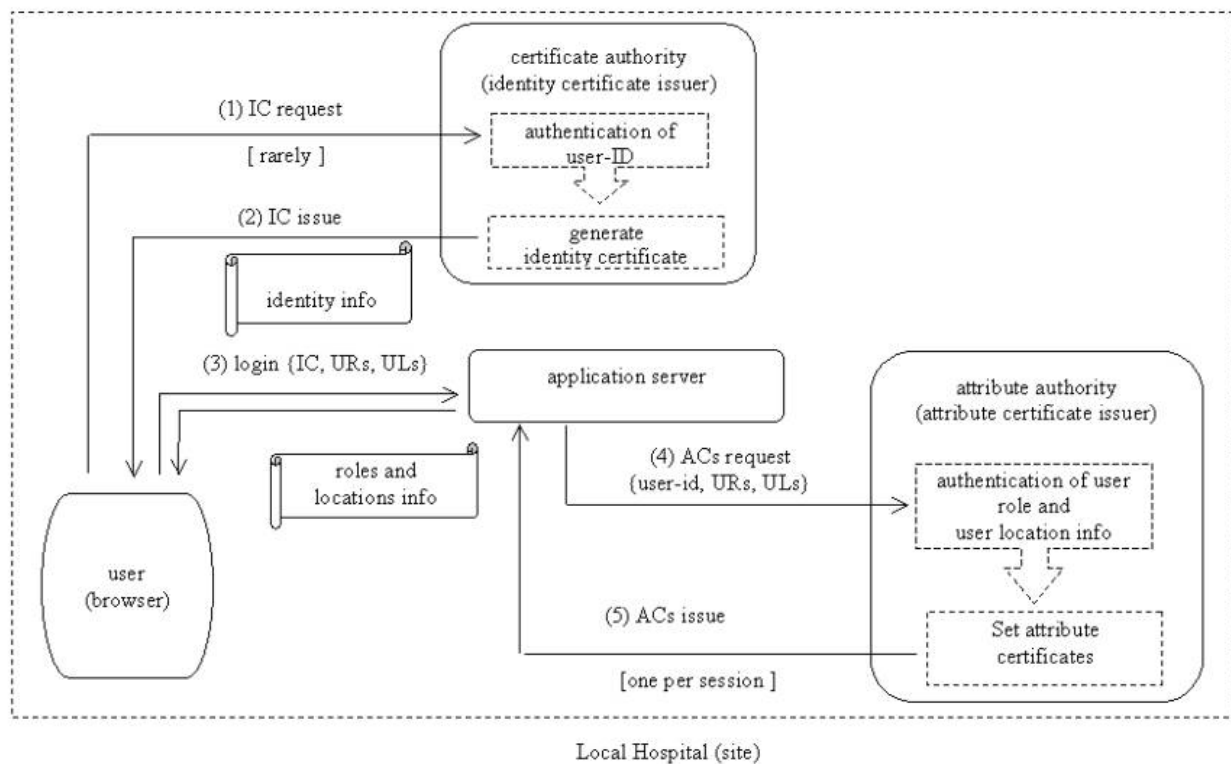 certificate authority
(identity certificate issuer)
(1) IC request
authentication of
user-ID
[ rarely ]
(2) IC issue
generate
identity certificate
identity info
(3) login {IC, URs, ULs}
application server
attribute authority
(attribute certificate issuer)
roles and
locations info
(4) ACs request
{user-id, URs, ULs}
authentication of user
role and
user location info
user
(browser)
(5) ACs issue
Set attribute
certificates
[one per session ]
Local Hospital (site)